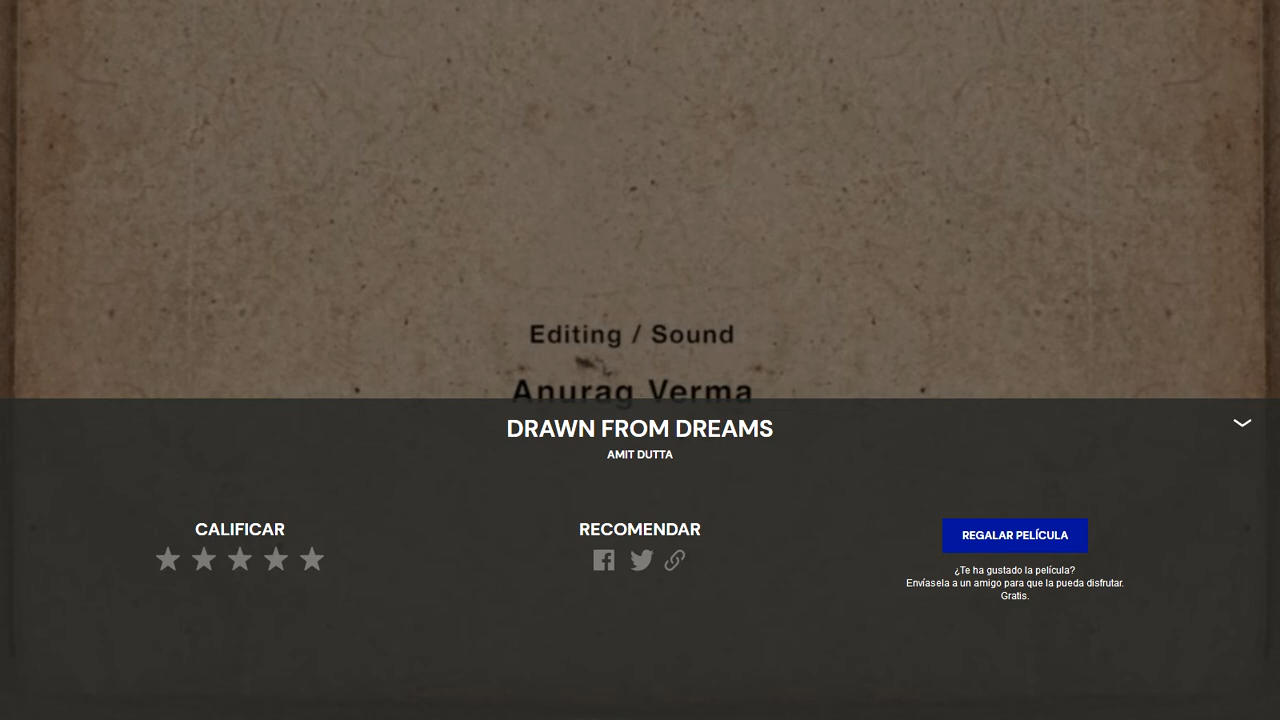 Editing / Sound
Anurag Verma
DRAWN FROM DREAMS
AMIT DUTTA
CALIFICAR
RECOMENDAR
REGALAR PELÍCULA
¿Te ha gustado la película?
Envíasela a un amigo para que la pueda disfrutar.
Gratis.